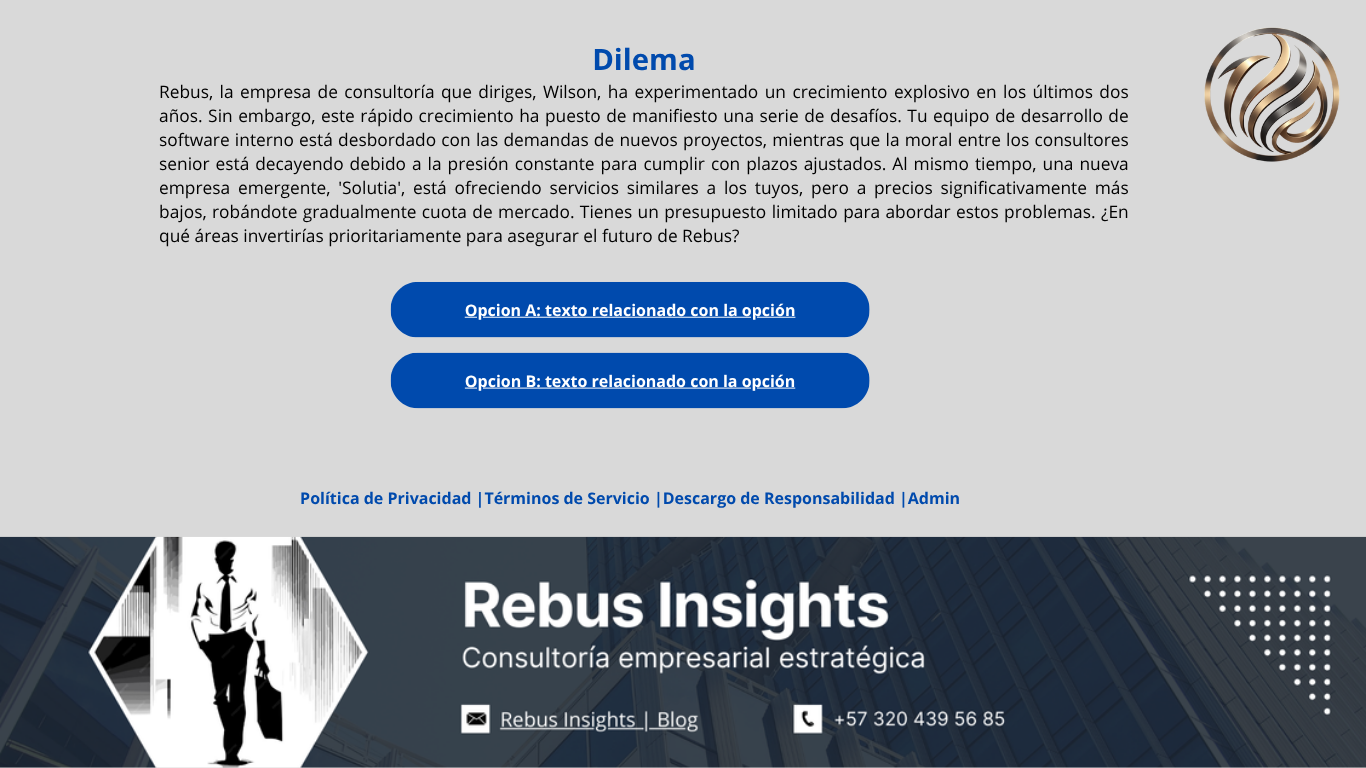 Dilema
Rebus, la empresa de consultoría que diriges, Wilson, ha experimentado un crecimiento explosivo en los últimos dos
años. Sin embargo, este rápido crecimiento ha puesto de manifiesto una serie de desafíos. Tu equipo de desarrollo de
software interno está desbordado con las demandas de nuevos proyectos, mientras que la moral entre los consultores
senior está decayendo debido a la presión constante para cumplir con plazos ajustados. Al mismo tiempo, una nueva
empresa emergente, 'Solutia', está ofreciendo servicios similares a los tuyos, pero a precios significativamente más
bajos, robándote gradualmente cuota de mercado. Tienes un presupuesto limitado para abordar estos problemas. ¿En
qué áreas invertirías prioritariamente para asegurar el futuro de Rebus?
Opcion A: texto relacionado con la opción
Opcion B: texto relacionado con la opción
Política de Privacidad |Términos de Servicio |Descargo de Responsabilidad |Admin
Rebus Insights
Consultoría empresarial estratégica
Rebus Insights | Blog
+57 320 439 56 85